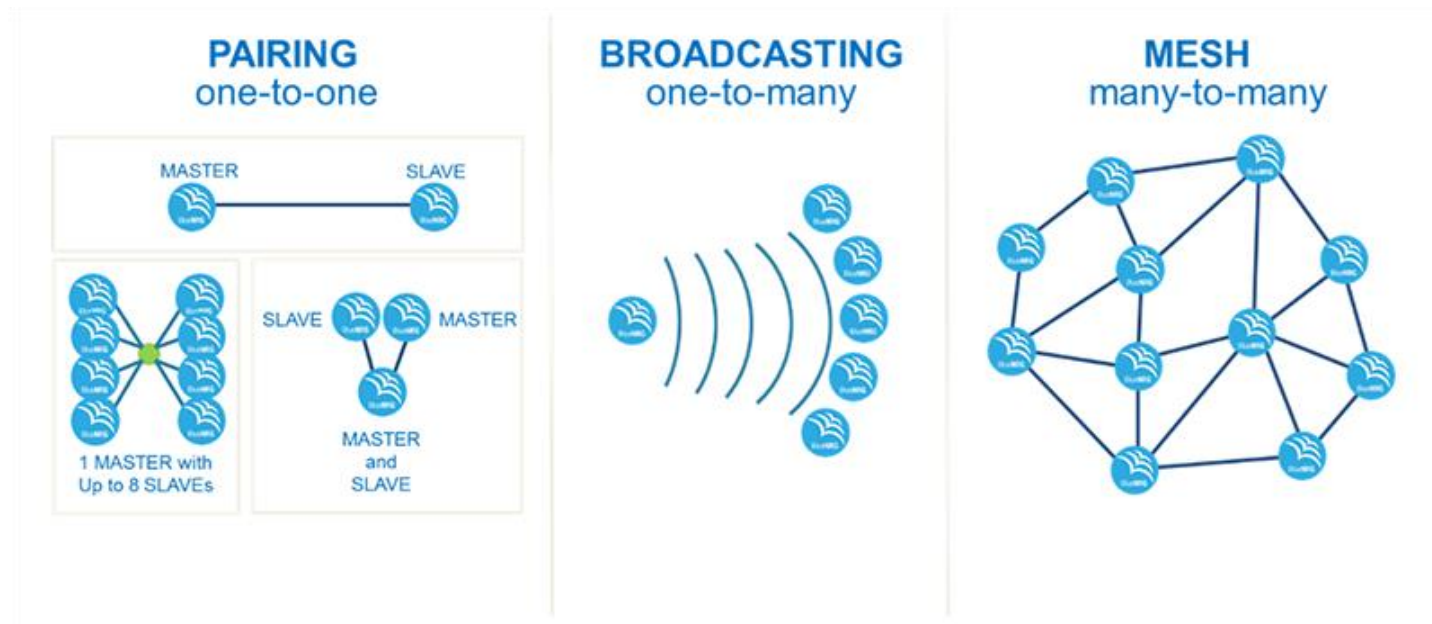 PAIRING
one-to-one
MASTER
SLAVE
1 MASTER with
Up to 8 SLAVEs
SLAVE
MASTER
MASTER
and
SLAVE
BROADCASTING
one-to-many
MESH
many-to-many